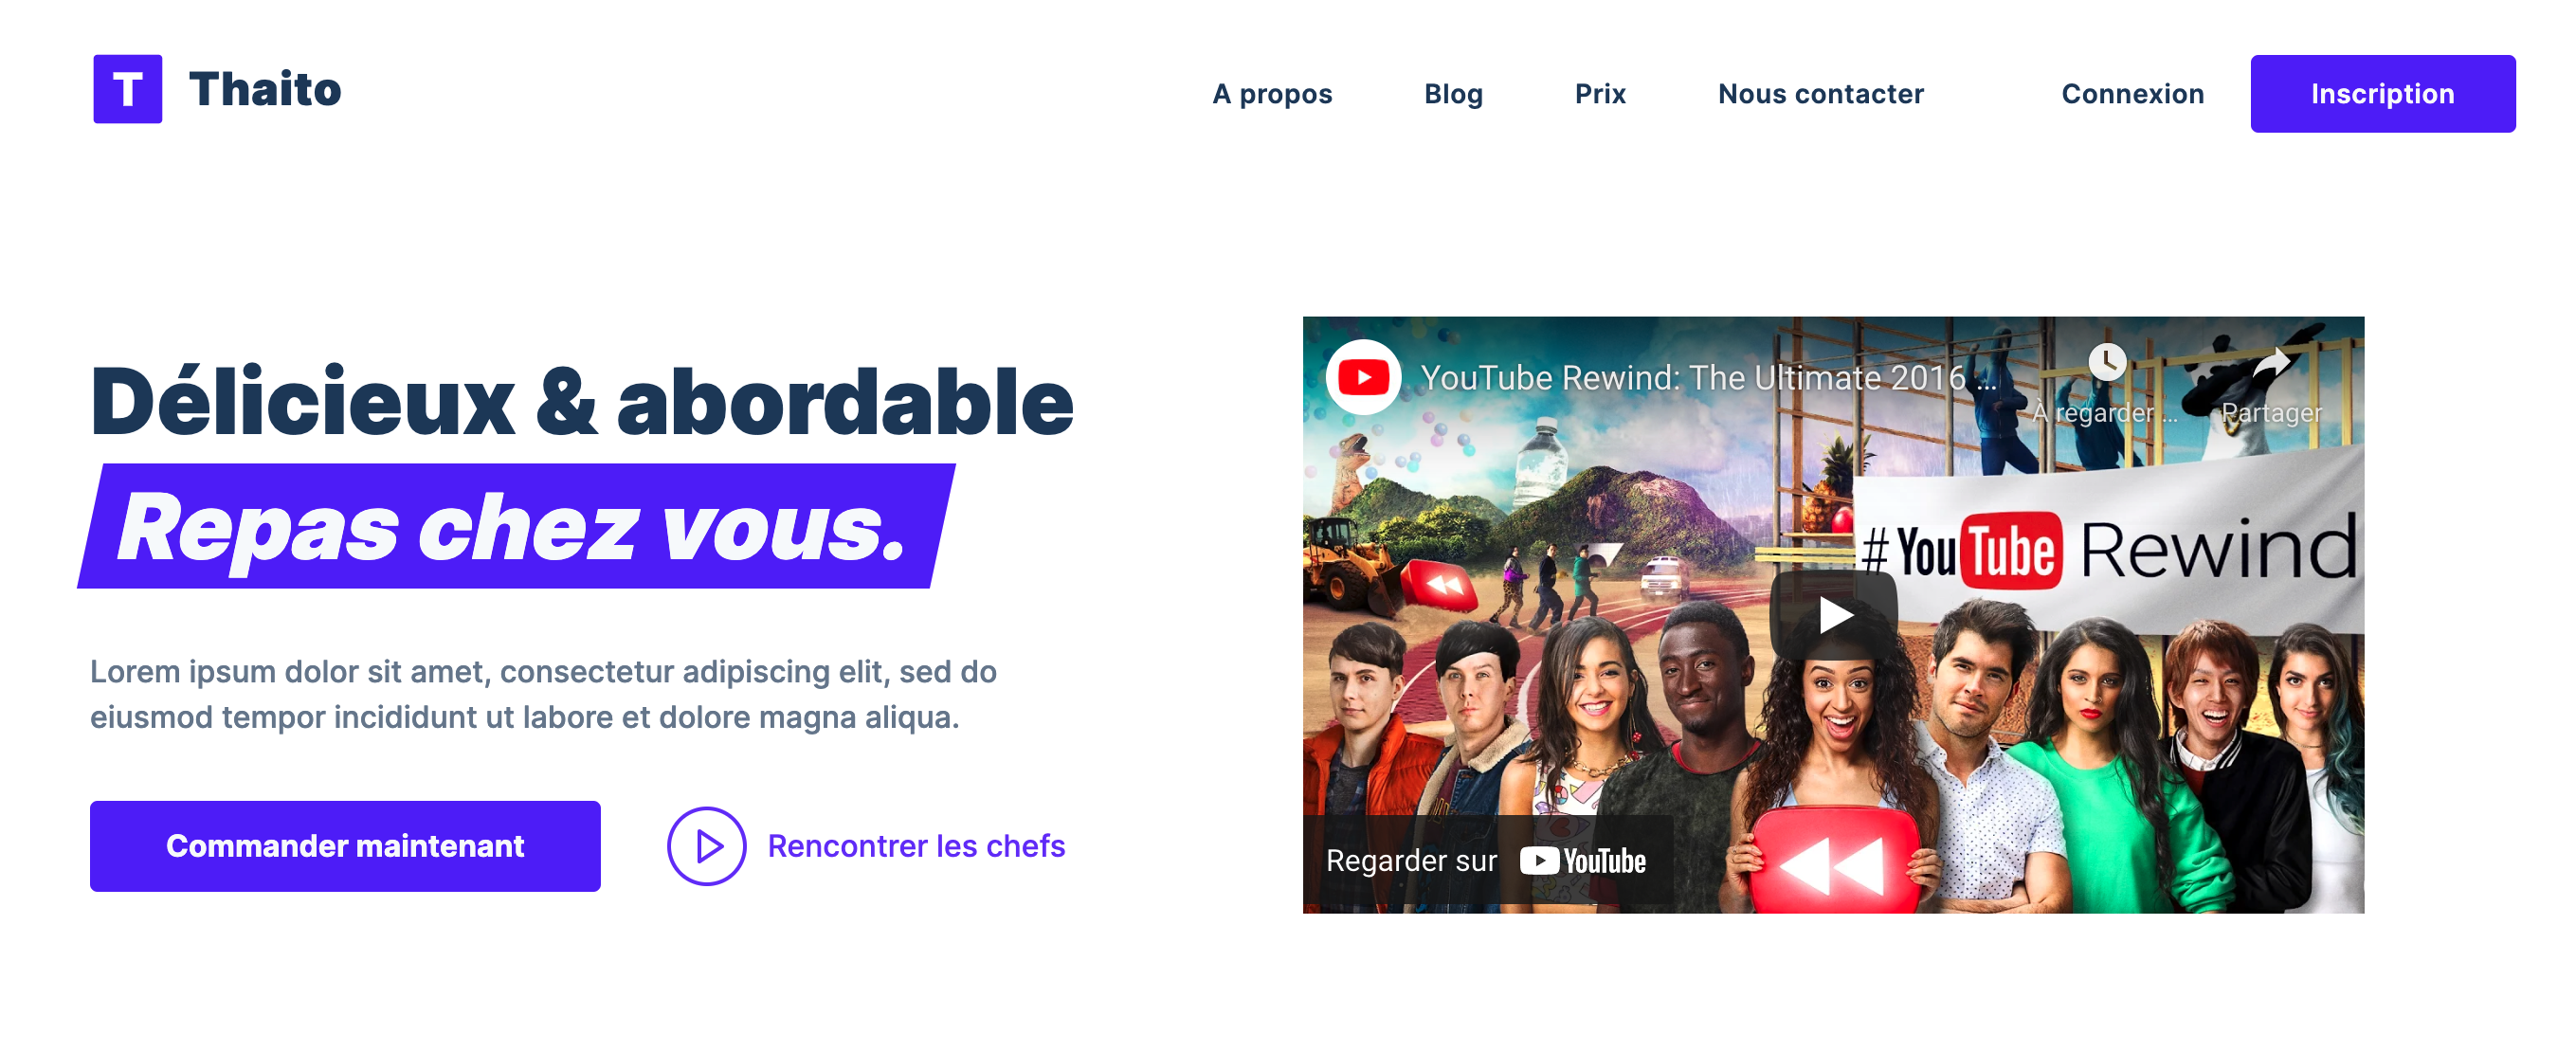 T Thaito
A propos
Blog
Prix
Nous contacter
Connexion
Inscription
Délicieux & abordable
Repas chez vous.
Lorem ipsum dolor sit amet, consectetur adipiscing elit, sed do
eiusmod tempor incididunt ut labore et dolore magna aliqua.
Commander maintenant
Rencontrer les chefs
YouTube Rewind: The Ultimate 2016 ...
À regarder ...
Partager
#YouTube Rewind
Regarder sur YouTube